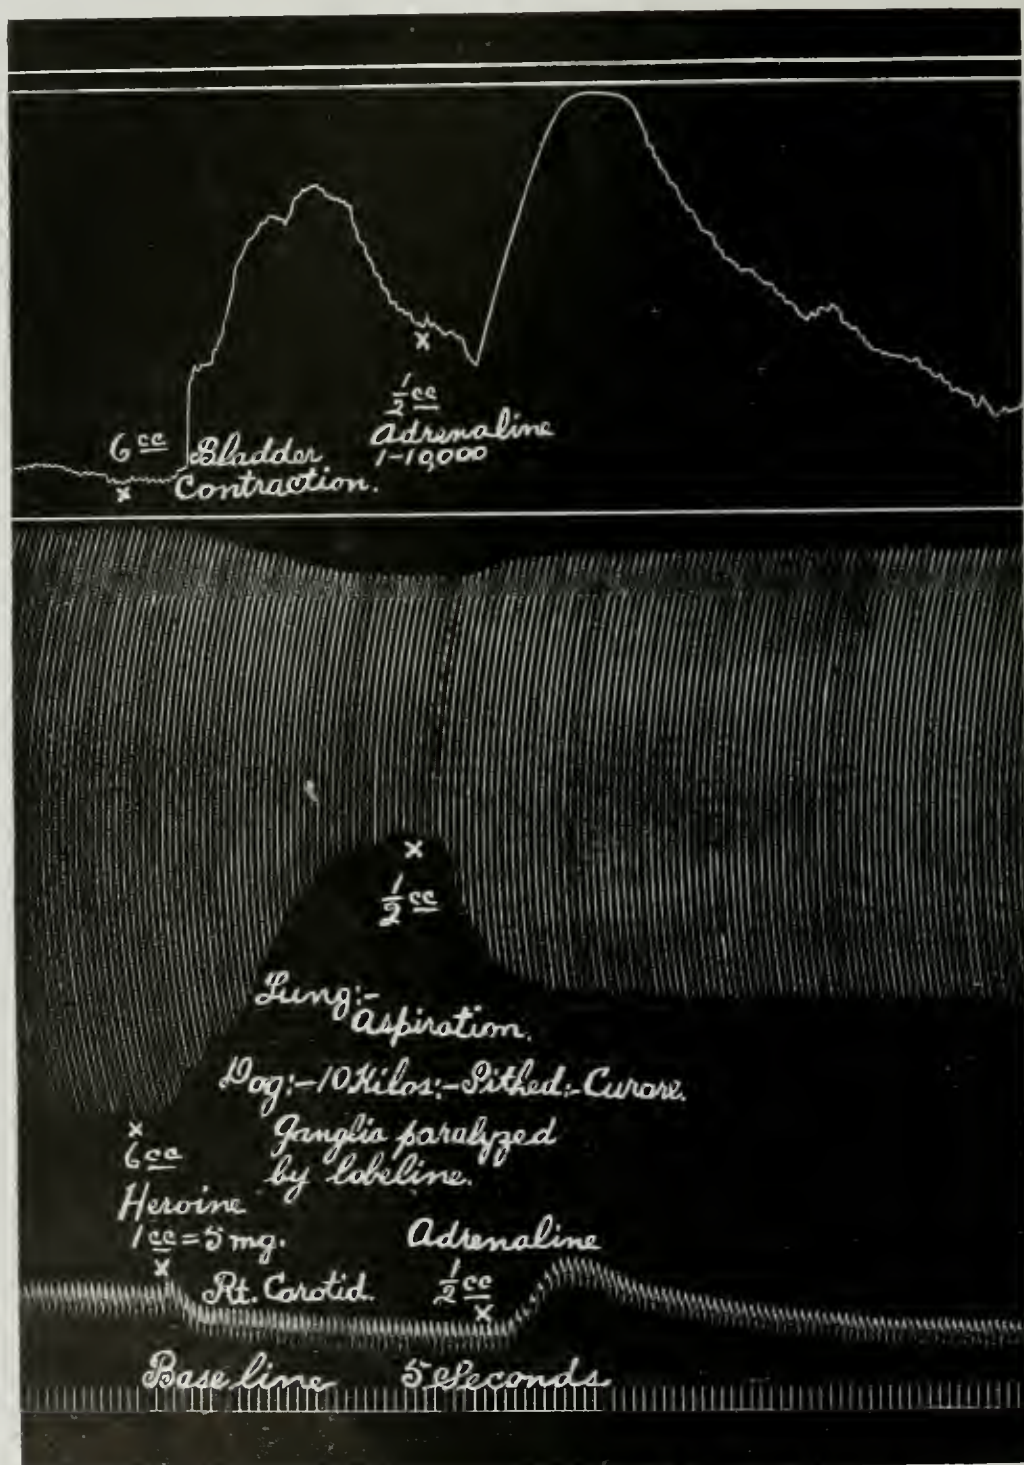 6 cc
Bladder
Contraction.
1/2 cc
Adrenaline
1-10,000
1/2 cc
Lung:-
Aspiration.
Dog:-10 Kilos:-Pithed:-Curare.
Ganglia paralyzed
by lobeline.
6 cc
Heroine
1 cc = 5 mg.
Rt. Carotid.
Adrenaline
1/2 cc
Base line 5 Seconds